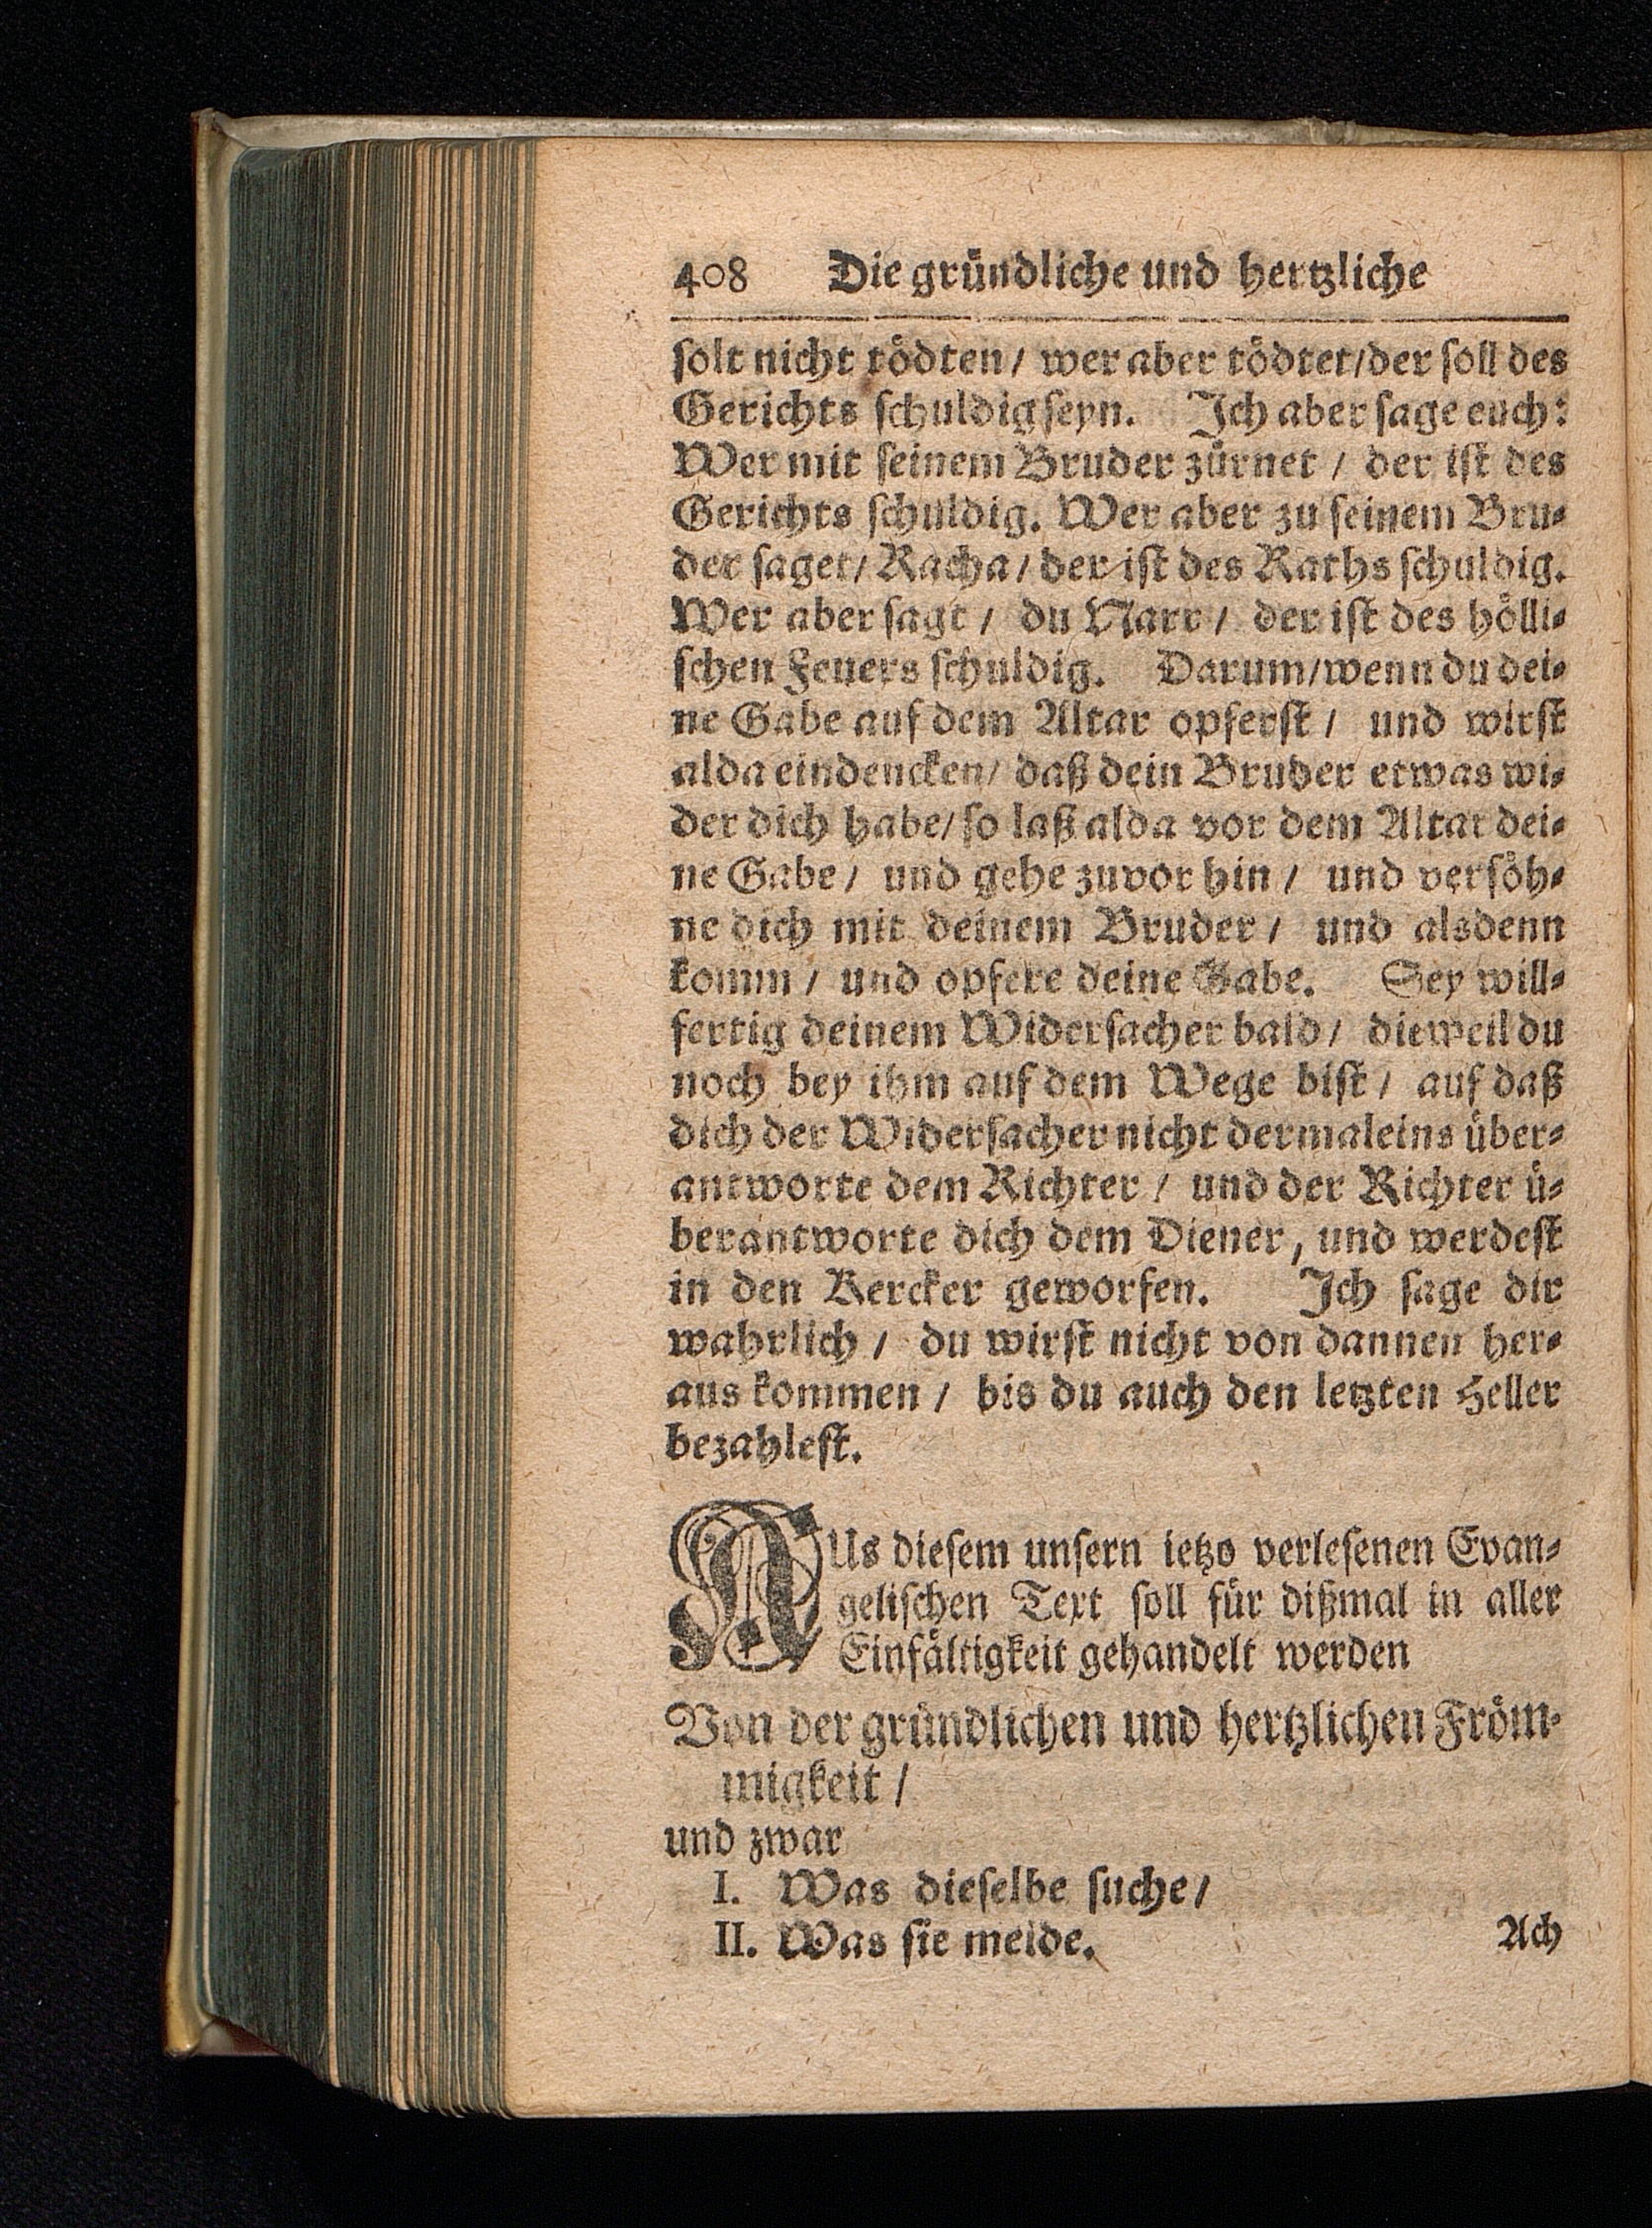 408 Die gründliche und hertzliche
solt nicht tödten / wer aber tödtet / der soll des
Gerichts schuldig seyn. Ich aber sage euch:
Wer mit seinem Bruder zürnet / der ist des
Gerichts schuldig. Wer aber zu seinem Bru-
der saget / Racha / der ist des Raths schuldig.
Wer aber sagt / du Narr / der ist des hölli-
schen Feuers schuldig. Darum / wenn du dei-
ne Gabe auf dem Altar opferst / und wirst
alda eindencken / daß dein Bruder etwas wi-
der dich habe / so laß alda vor dem Altar dei-
ne Gabe / und gehe zuvor hin / und versöh-
ne dich mit deinem Bruder / und alsdenn
komm / und opfere deine Gabe. Sey will-
fertig deinem Widersacher bald / dieweil du
noch bey ihm auf dem Wege bist / auf daß
dich der Widersacher nicht dermaleins über-
antworte dem Richter / und der Richter ü-
berantworte dich dem Diener, und werdest
in den Kercker geworfen. Ich sage dir
wahrlich / du wirst nicht von dannen her-
aus kommen / bis du auch den letzten Heller
bezahlest.
AUs diesem unsern ietzo verlesenen Evan-
gelischen Text soll für dißmal in aller
Einfältigkeit gehandelt werden
Von der gründlichen und hertzlichen Fröm-
migkeit /
und zwar
I. Was dieselbe suche /
II. Was sie meide.
Ach